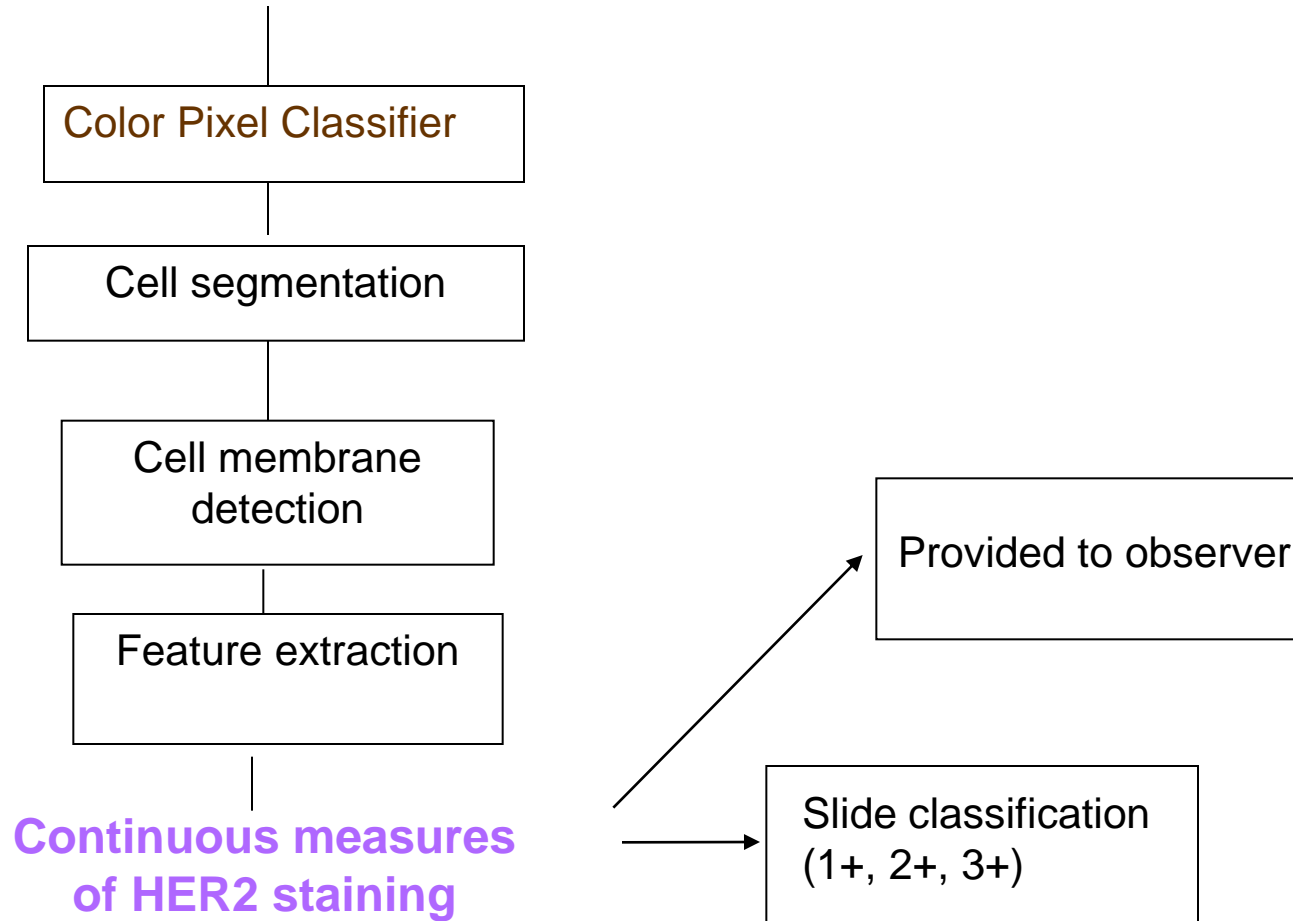 Color Pixel Classifier
Cell segmentation
Cell membrane
detection
Feature extraction
Continuous measures
of HER2 staining
Provided to observer
Slide classification
(1+, 2+, 3+)